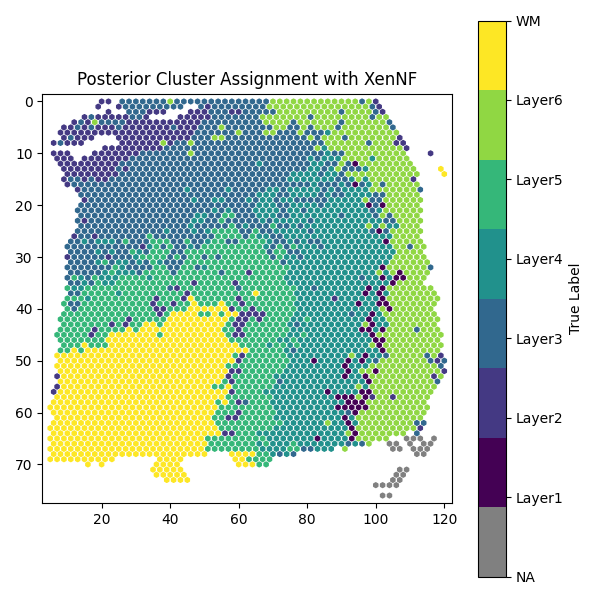 Posterior Cluster Assignment with XenNF
0
10
20
30
40
50
60
70
20
40
60
80
100
120
WM
Layer6
Layer5
Layer4
Layer3
Layer2
Layer1
NA
True Label